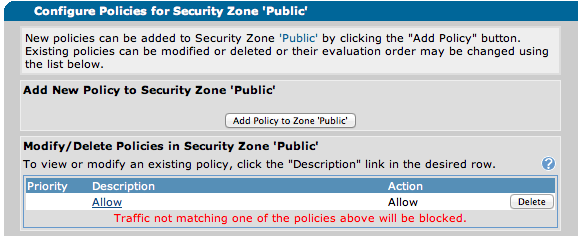 Configure Policies for Security Zone 'Public'
New policies can be added to Security Zone 'Public' by clicking the "Add Policy" button.
Existing policies can be modified or deleted or their evaluation order may be changed using
the list below.
Add New Policy to Security Zone 'Public'
Add Policy to Zone 'Public'
Modify/Delete Policies in Security Zone 'Public'
To view or modify an existing policy, click the "Description" link in the desired row.
?
Priority Description Action
Allow Allow Delete
Traffic not matching one of the policies above will be blocked.